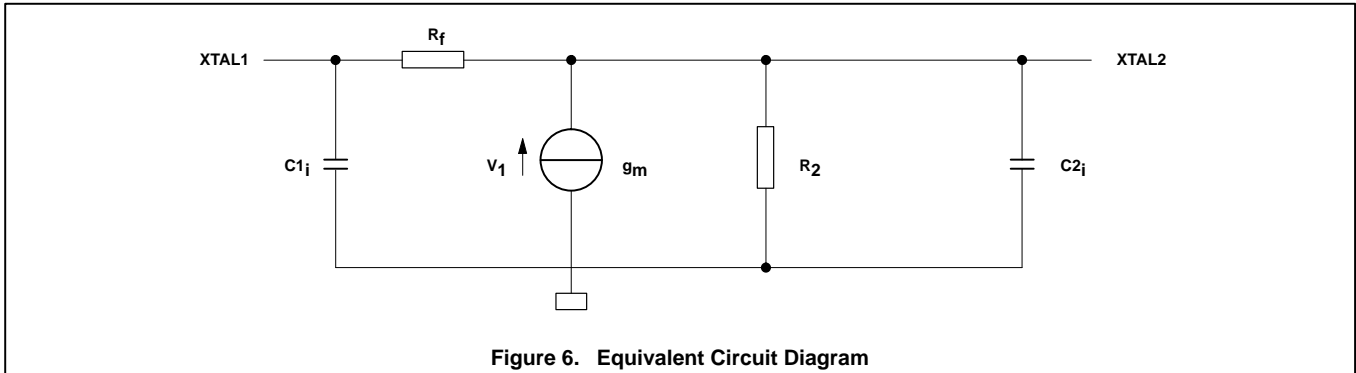 Rf
XTAL1
XTAL2
C1i
V1
gm
R2
C2i
Figure 6. Equivalent Circuit Diagram